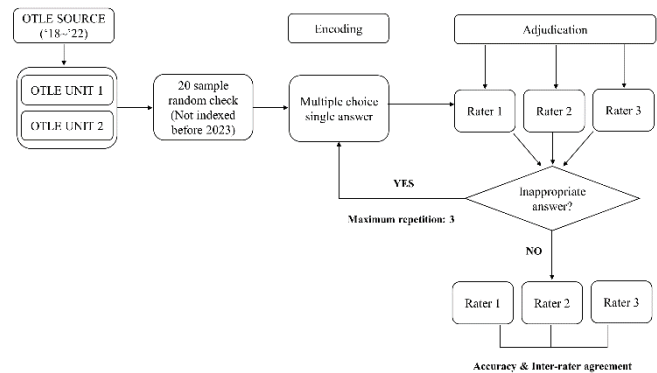 OTLE SOURCE
(‘18~’22)
Encoding
Adjudication
OTLE UNIT 1
OTLE UNIT 2
20 sample
random check
(Not indexed
before 2023)
Multiple choice
single answer
Rater 1
Rater 2
Rater 3
YES
Inappropriate
answer?
Maximum repetition: 3
NO
Rater 1
Rater 2
Rater 3
Accuracy & Inter-rater agreement